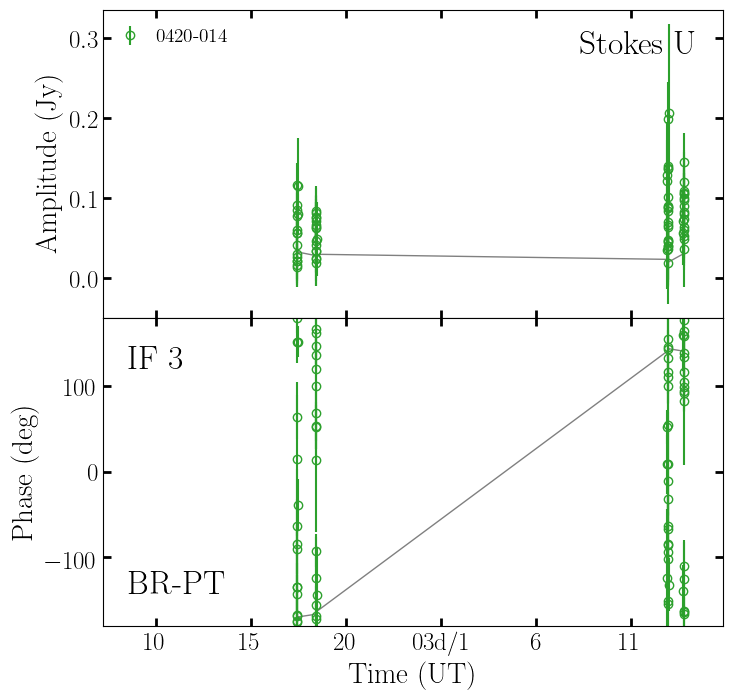 0420-014
Stokes U
Amplitude (Jy)
0.3
0.2
0.1
0.0
IF 3
BR-PT
Phase (deg)
100
0
−100
10 15 20 03d/1 6 11
Time (UT)